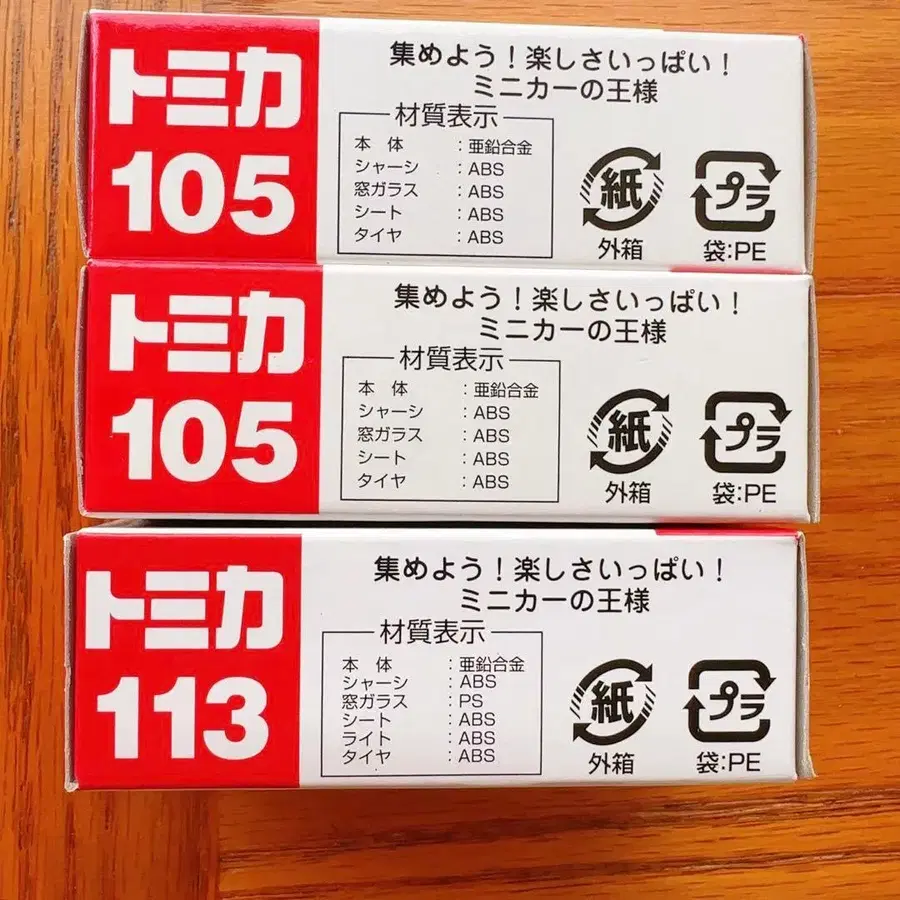 トミカ
105
集めよう！楽しさいっぱい！
ミニカーの王様
材質表示
本　体　：亜鉛合金
シャーシ　：ABS
窓ガラス　：ABS
シート　：ABS
タイヤ　：ABS
紙
外箱
プラ
袋:PE
トミカ
105
集めよう！楽しさいっぱい！
ミニカーの王様
材質表示
本　体　：亜鉛合金
シャーシ　：ABS
窓ガラス　：ABS
シート　：ABS
タイヤ　：ABS
紙
外箱
プラ
袋:PE
トミカ
113
集めよう！楽しさいっぱい！
ミニカーの王様
材質表示
本　体　：亜鉛合金
シャーシ　：ABS
窓ガラス　：PS
シート　：ABS
ライト　：ABS
タイヤ　：ABS
紙
外箱
プラ
袋:PE